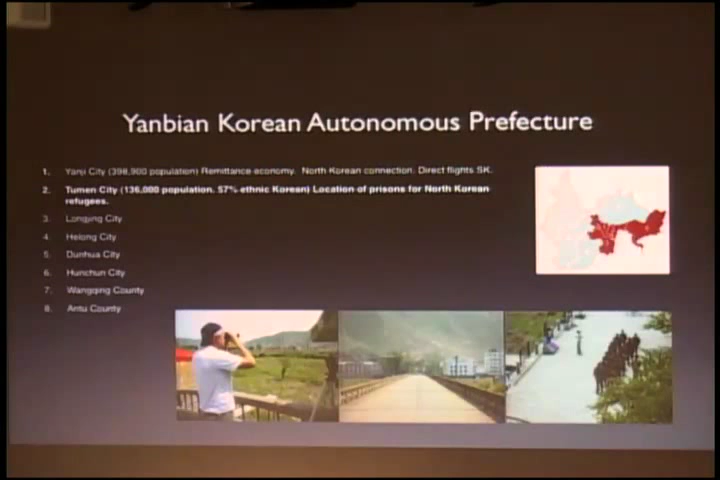 Yanbian Korean Autonomous Prefecture
1. Yanji City (398,900 population) Remittance economy. North Korean connection. Direct flights SK.
2. Tumen City (136,000 population, 57% ethnic Korean) Location of prisons for North Korean
refugees.
3. Longjing City
4. Helong City
5. Dunhua City
6. Hunchun City
7. Wangqing County
8. Antu County